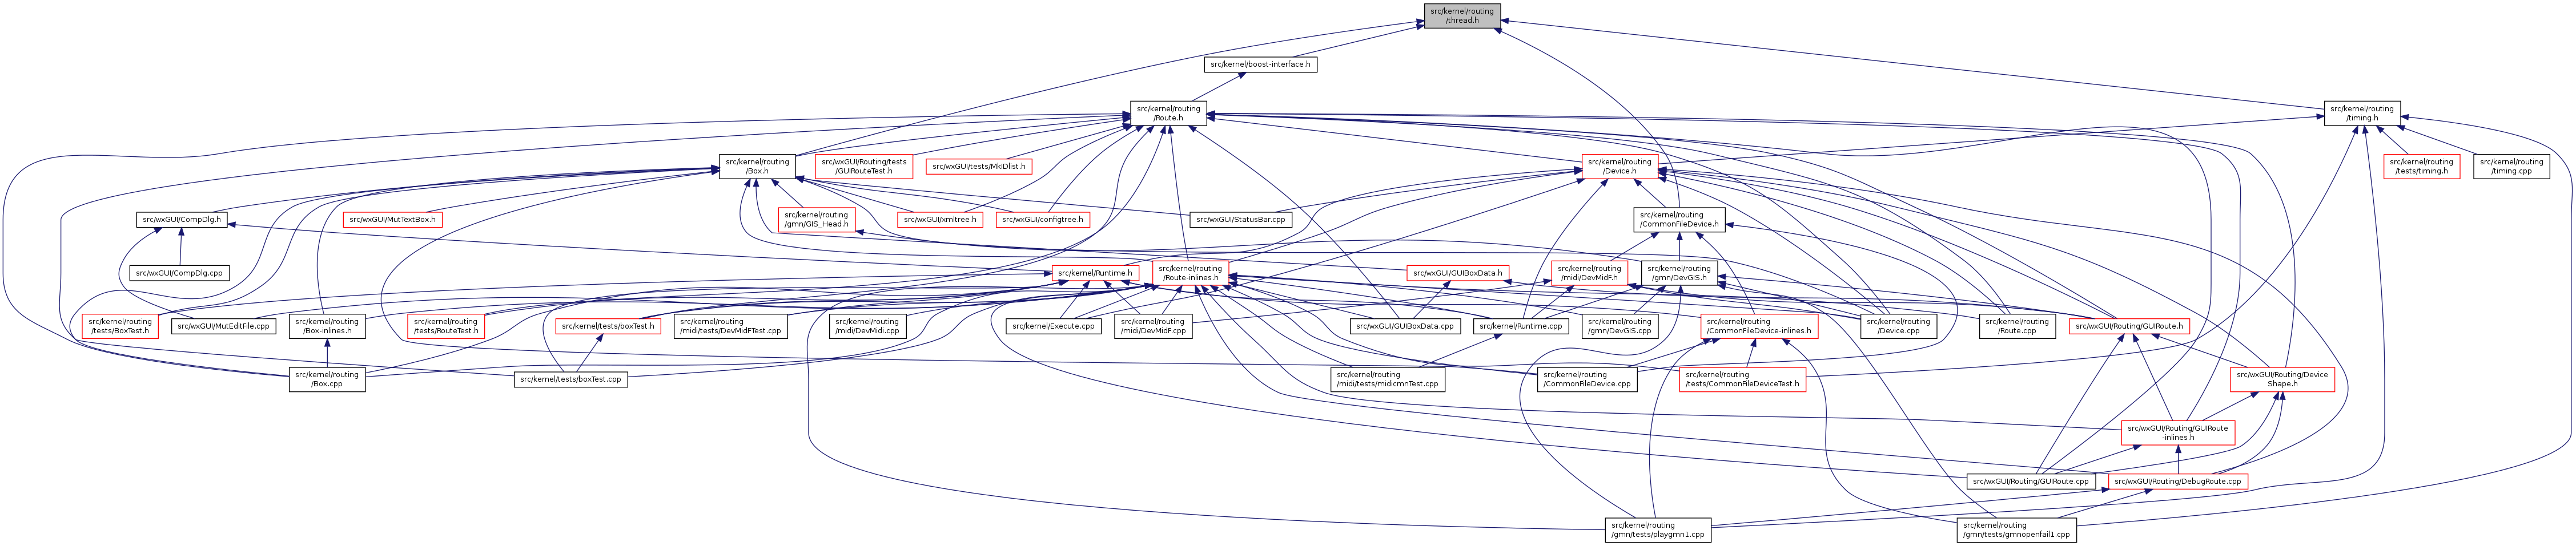 src/kernel/routing
/thread.h
src/kernel/boost-interface.h
src/kernel/routing
/Route.h
src/kernel/routing
/timing.h
src/kernel/routing
/Box.h
src/wxGUI/Routing/tests
/GUIRouteTest.h
src/wxGUI/tests/MkIDlist.h
src/kernel/routing
/Device.h
src/kernel/routing
/tests/timing.h
src/kernel/routing
/timing.cpp
src/wxGUI/CompDlg.h
src/wxGUI/MutTextBox.h
src/kernel/routing
/gmn/GIS_Head.h
src/wxGUI/xmltree.h
src/wxGUI/configtree.h
src/wxGUI/StatusBar.cpp
src/kernel/routing
/CommonFileDevice.h
src/wxGUI/CompDlg.cpp
src/kernel/Runtime.h
src/kernel/routing
/Route-inlines.h
src/wxGUI/GUIBoxData.h
src/kernel/routing
/midi/DevMidF.h
src/kernel/routing
/gmn/DevGIS.h
src/kernel/routing
/tests/BoxTest.h
src/wxGUI/MutEditFile.cpp
src/kernel/routing
/Box-inlines.h
src/kernel/routing
/tests/RouteTest.h
src/kernel/tests/boxTest.h
src/kernel/routing
/midi/tests/DevMidFTest.cpp
src/kernel/routing
/midi/DevMidi.cpp
src/kernel/Execute.cpp
src/kernel/routing
/midi/DevMidF.cpp
src/wxGUI/GUIBoxData.cpp
src/kernel/Runtime.cpp
src/kernel/routing
/gmn/DevGIS.cpp
src/kernel/routing
/CommonFileDevice-inlines.h
src/kernel/routing
/Device.cpp
src/kernel/routing
/Route.cpp
src/wxGUI/Routing/GUIRoute.h
src/kernel/routing
/Box.cpp
src/kernel/tests/boxTest.cpp
src/kernel/routing
/midi/tests/midicmnTest.cpp
src/kernel/routing
/CommonFileDevice.cpp
src/kernel/routing
/tests/CommonFileDeviceTest.h
src/wxGUI/Routing/Device
Shape.h
src/wxGUI/Routing/GUIRoute
-inlines.h
src/wxGUI/Routing/GUIRoute.cpp
src/wxGUI/Routing/DebugRoute.cpp
src/kernel/routing
/gmn/tests/playgmn1.cpp
src/kernel/routing
/gmn/tests/gmnopenfail1.cpp